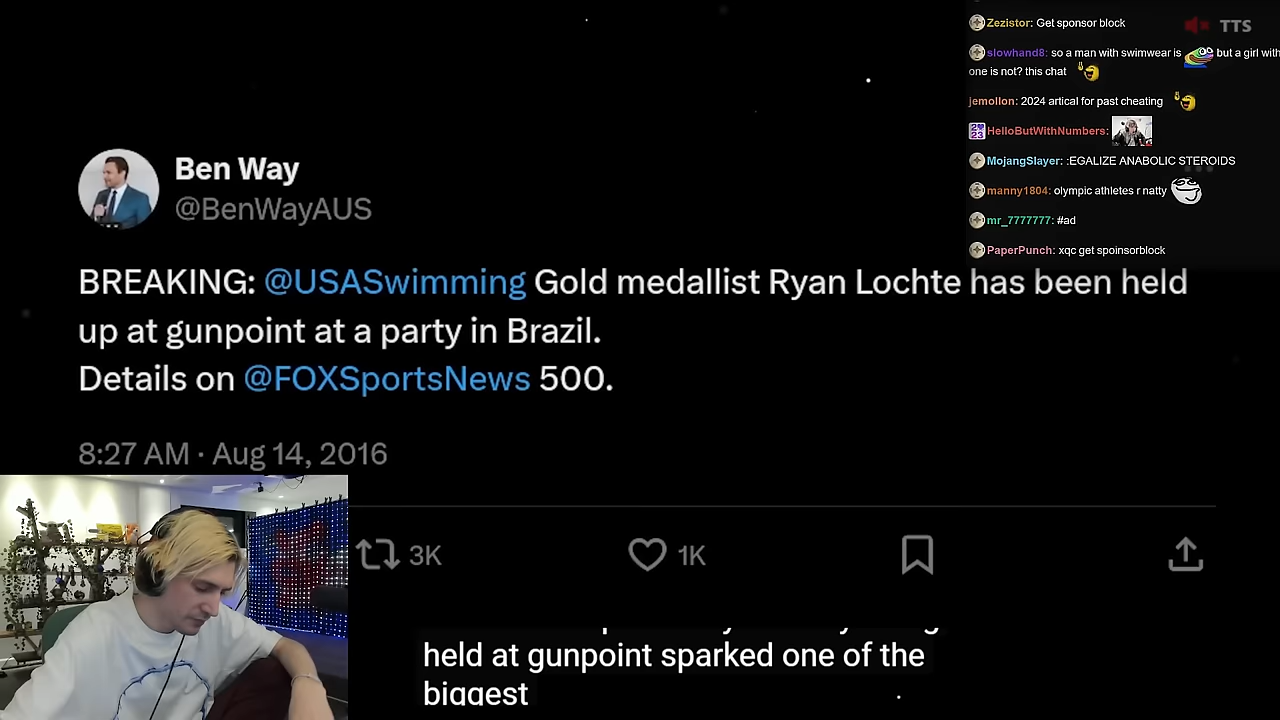 Zezistor: Get sponsor block
TTS
slowhand8: so a man with swimwear is but a girl with
one is not? this chat
jemollon: 2024 artical for past cheating
HelloButWithNumbers:
MojangSlayer: :EGALIZE ANABOLIC STEROIDS
manny1804: olympic athletes r natty
mr_7777777: #ad
PaperPunch: xqc get spoinsorblock
Ben Way
@BenWayAUS
BREAKING: @USASwimming Gold medallist Ryan Lochte has been held
up at gunpoint at a party in Brazil.
Details on @FOXSportsNews 500.
8:27 AM · Aug 14, 2016
3K
1K
held at gunpoint sparked one of the
biggest